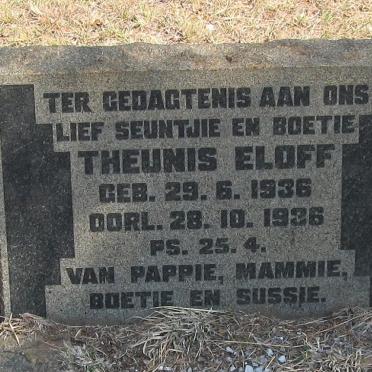 TER GEDAGTENIS AAN ONS
LIEF SEUNTJIE EN BOETIE
THEUNIS ELOFF
GEB. 29. 6. 1936
OORL. 28. 10. 1936
PS. 25. 4.
VAN PAPPIE, MAMMIE,
BOETIE EN SUSSIE.